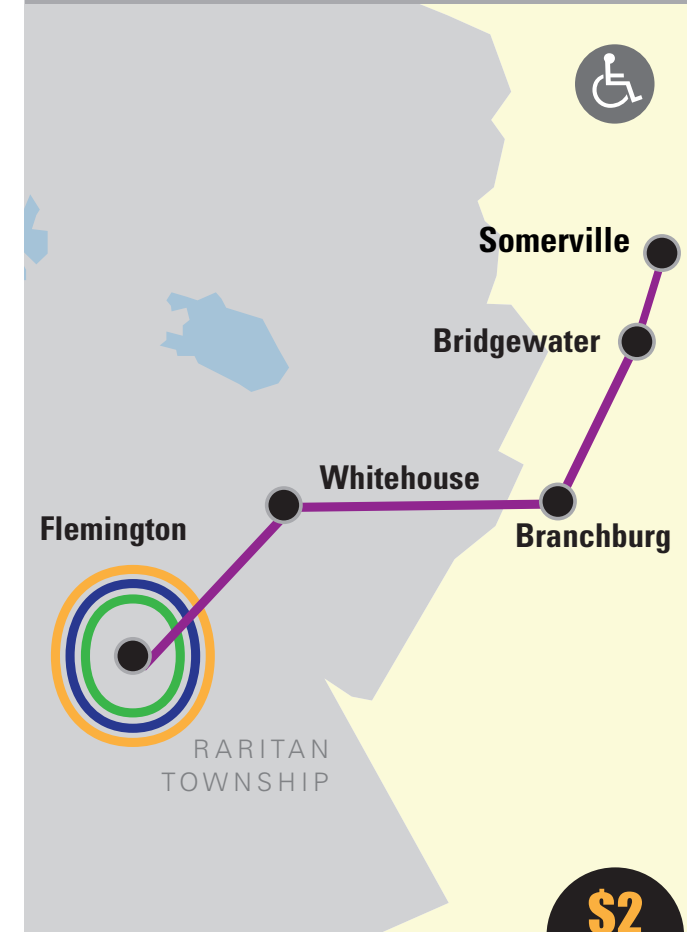 Somerville
Bridgewater
Whitehouse
Flemington
Branchburg
RARITAN
TOWNSHIP
$2